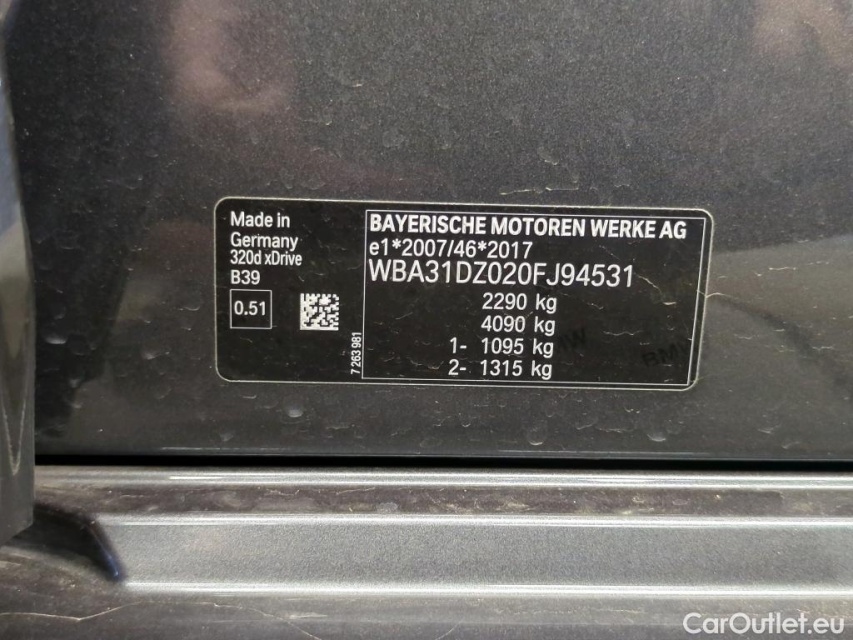 Made in
Germany
320d xDrive
B39
0.51
7 263 981
BAYERISCHE MOTOREN WERKE AG
e1*2007/46*2017
WBA31DZ020FJ94531
2290 kg
4090 kg
1- 1095 kg
2- 1315 kg
CarOutlet.eu